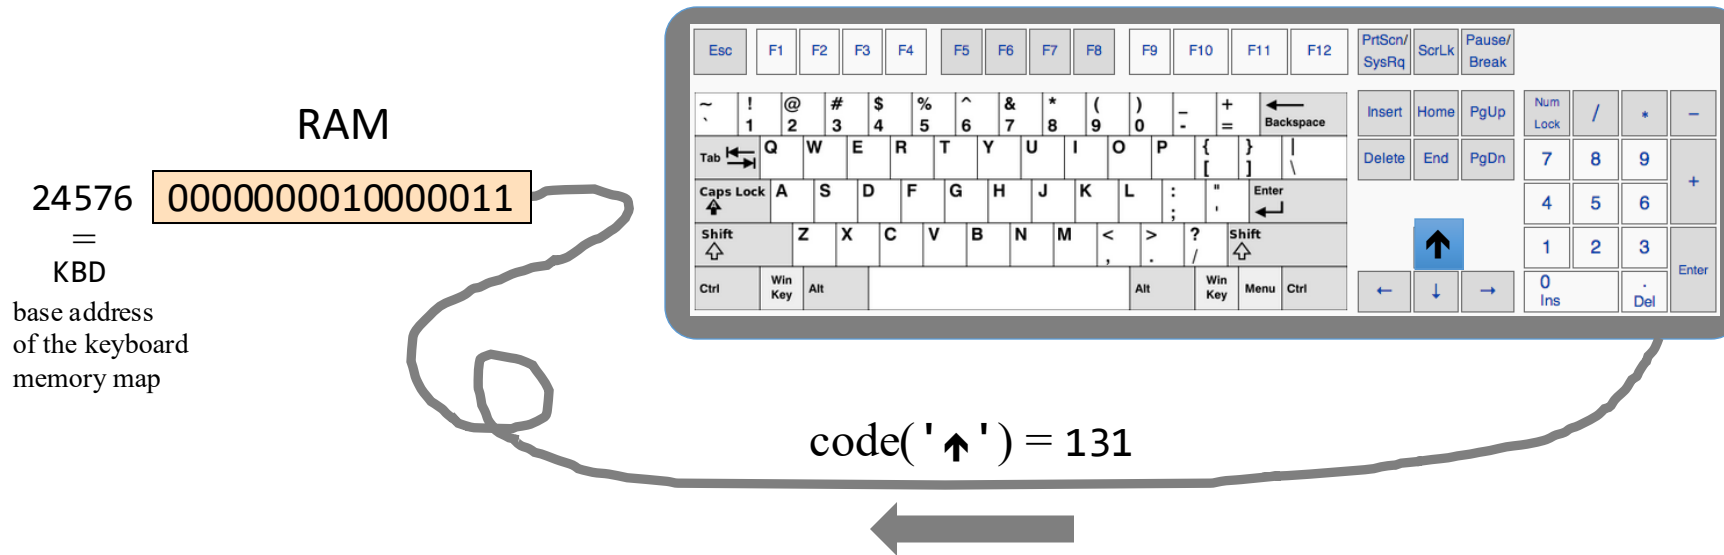 RAM
24576 0000000010000011
=
KBD
base address
of the keyboard
memory map
Esc F1 F2 F3 F4 F5 F6 F7 F8 F9 F10 F11 F12 PrtScn/ SysRq ScrLk Pause/ Break
~ ` ! 1 @ 2 # 3 $ 4 % 5 ^ 6 & 7 * 8 ( 9 ) 0 _ - + = ← Backspace Insert Home PgUp Num Lock / * −
Tab Q W E R T Y U I O P { [ } ] | \ Delete End PgDn 7 8 9 +
Caps Lock A S D F G H J K L : ; " ' Enter 4 5 6
Shift Z X C V B N M < , > . ? / Shift ↑ 1 2 3 Enter
Ctrl Win Key Alt Alt Win Key Menu Ctrl ← ↓ → 0 Ins . Del
code('↑') = 131